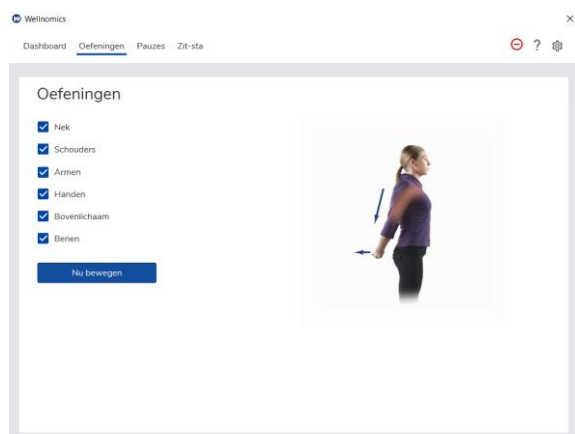 Wellnomics
Dashboard Oefeningen Pauzes Zit-sta
Oefeningen
Nek
Schouders
Armen
Handen
Bovenlichaam
Benen
Nu bewegen